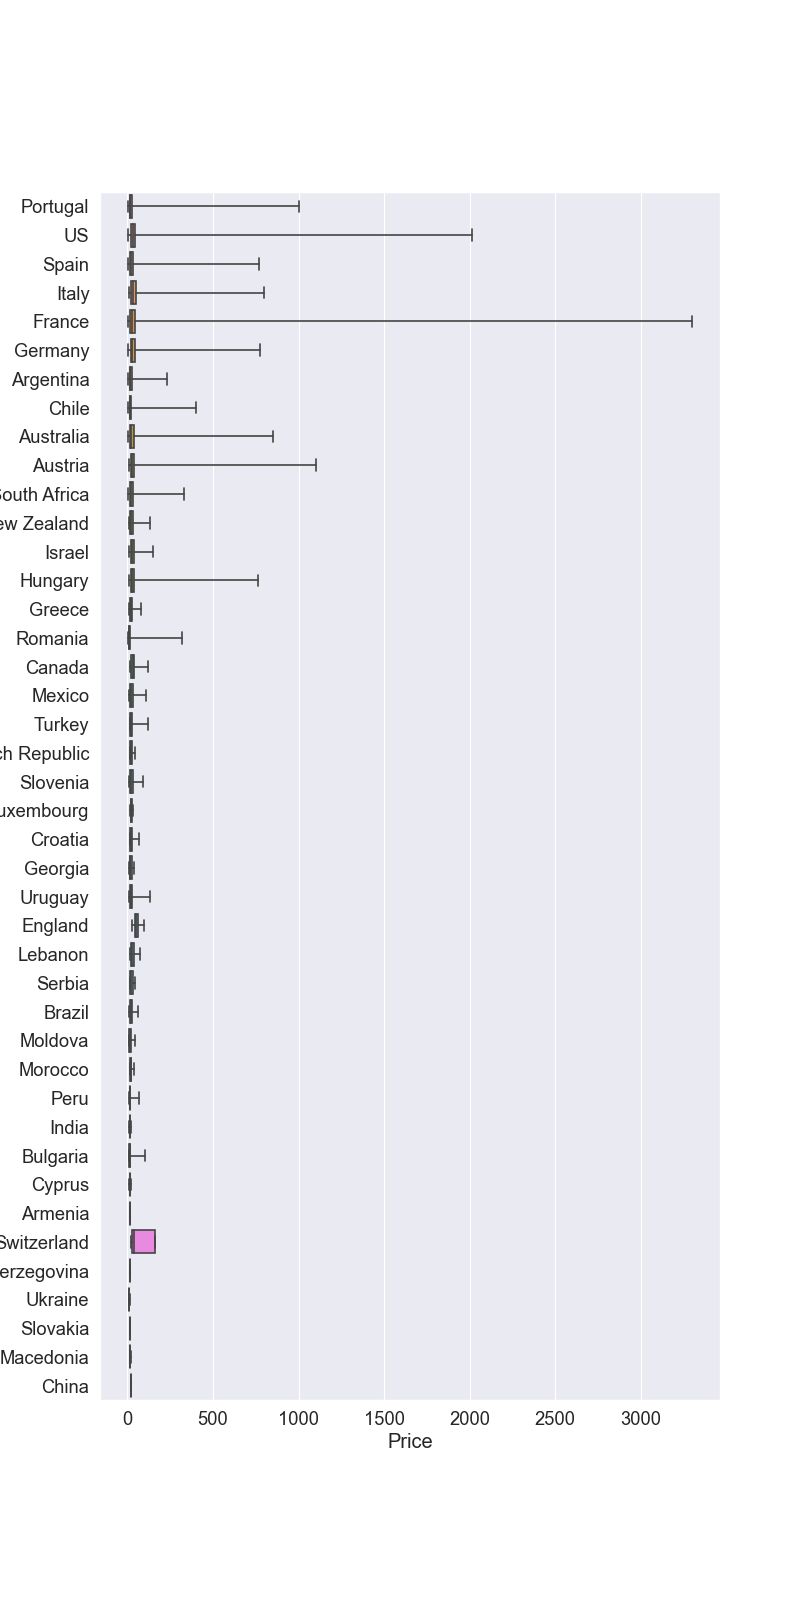 Portugal
US
Spain
Italy
France
Germany
Argentina
Chile
Australia
Austria
South Africa
ew Zealand
Israel
Hungary
Greece
Romania
Canada
Mexico
Turkey
ch Republic
Slovenia
uxembourg
Croatia
Georgia
Uruguay
England
Lebanon
Serbia
Brazil
Moldova
Morocco
Peru
India
Bulgaria
Cyprus
Armenia
Switzerland
erzegovina
Ukraine
Slovakia
Macedonia
China
0 500 1000 1500 2000 2500 3000
Price